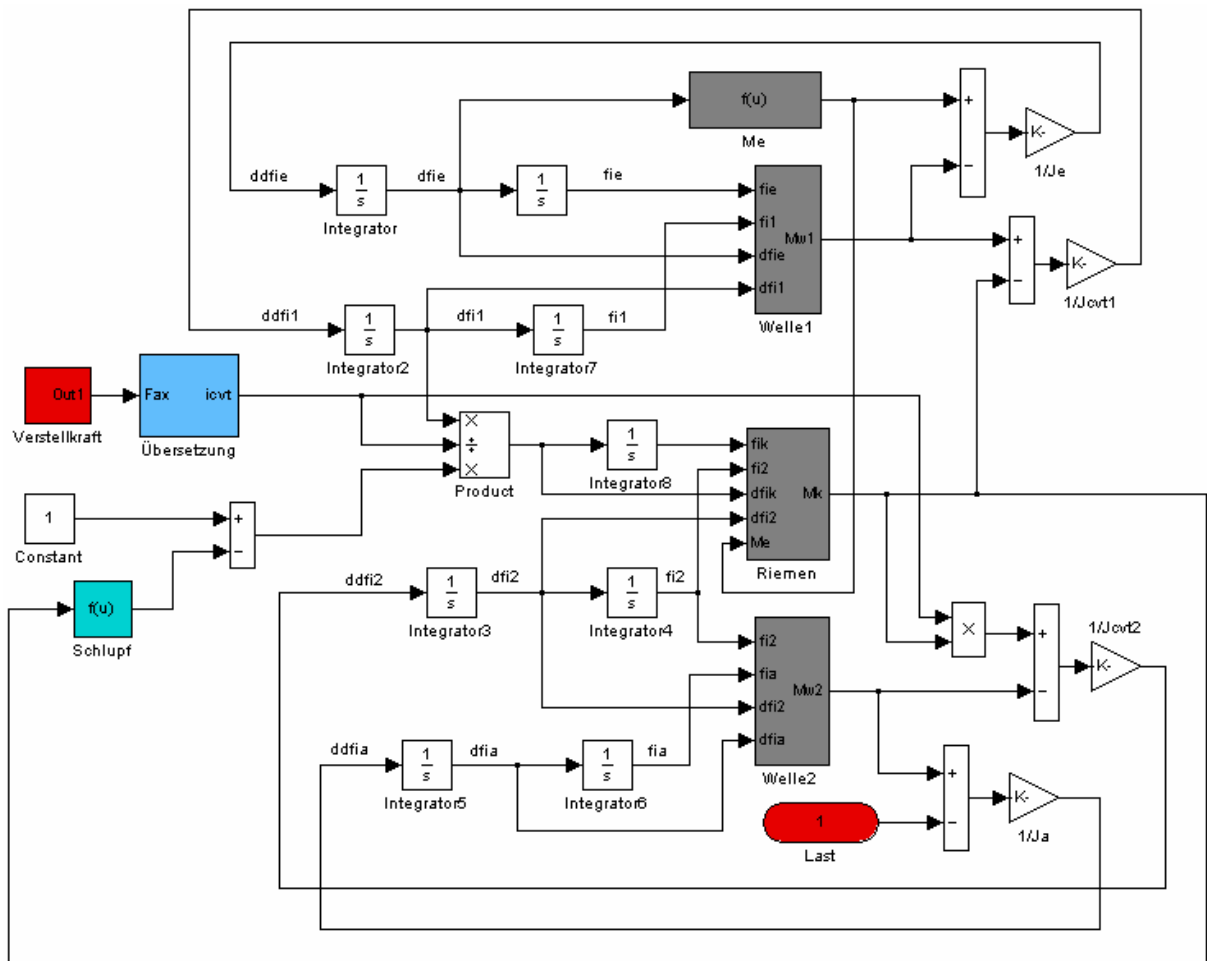 f(u)
Me
+
−
K-
1/Je
ddfie
1
s
Integrator
dfie
1
s
fie
fie
fi1
dfie
dfi1
Mw1
Welle1
+
−
K-
1/Jcvt1
ddfi1
1
s
Integrator2
dfi1
1
s
Integrator7
fi1
Out1
Verstellkraft
Fax
icvt
Übersetzung
×
÷
×
Product
1
s
Integrator8
fik
fi2
dfik
dfi2
Me
Mk
Riemen
1
Constant
+
−
f(u)
Schlupf
ddfi2
1
s
Integrator3
dfi2
1
s
Integrator4
fi2
×
+
−
1/Jcvt2
K-
fi2
fia
dfi2
dfia
Mw2
Welle2
ddfia
1
s
Integrator5
dfia
1
s
Integrator6
fia
1
Last
+
−
K-
1/Ja